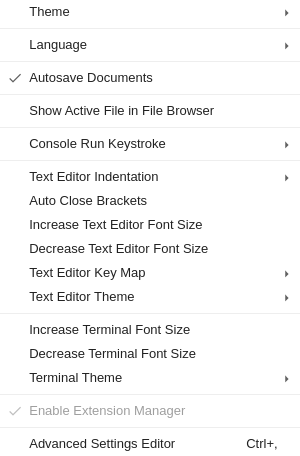 Theme
Language
Autosave Documents
Show Active File in File Browser
Console Run Keystroke
Text Editor Indentation
Auto Close Brackets
Increase Text Editor Font Size
Decrease Text Editor Font Size
Text Editor Key Map
Text Editor Theme
Increase Terminal Font Size
Decrease Terminal Font Size
Terminal Theme
Enable Extension Manager
Advanced Settings Editor Ctrl+,